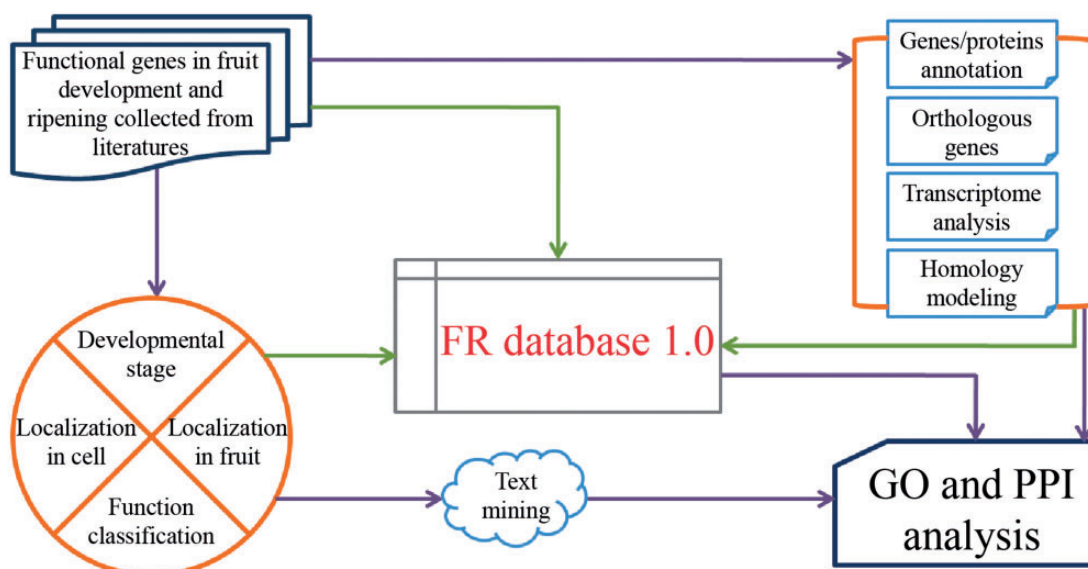 Functional genes in fruit
development and
ripening collected from
literatures
Genes/proteins
annotation
Orthologous
genes
Transcriptome
analysis
Homology
modeling
FR database 1.0
Developmental
stage
Localization
in cell
Localization
in fruit
Function
classification
Text
mining
GO and PPI
analysis